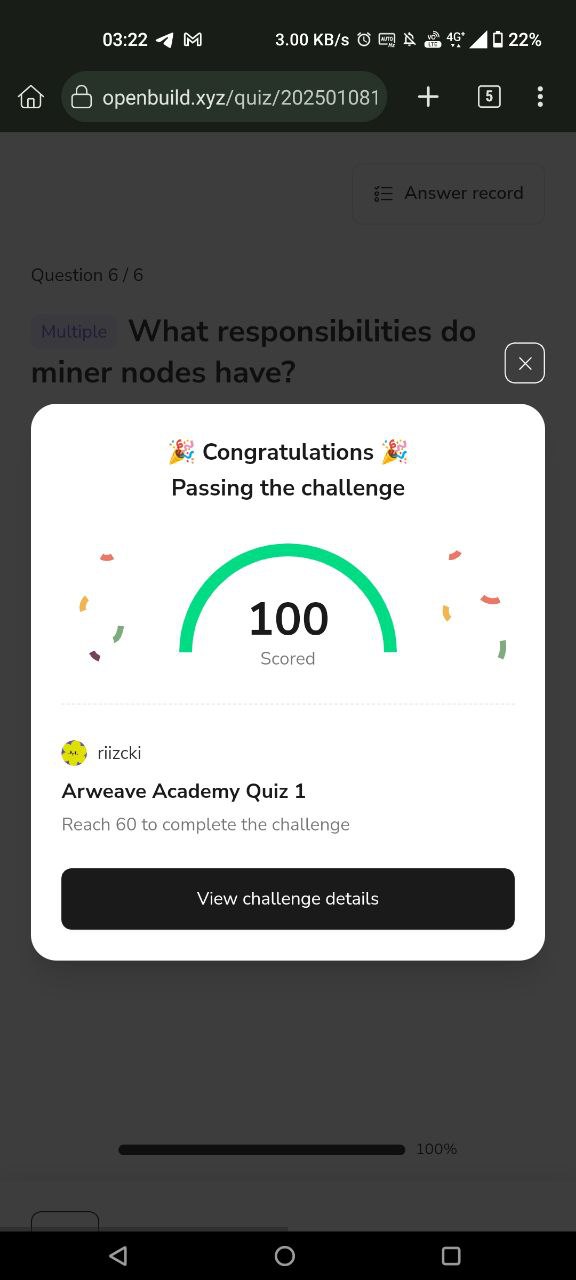 03:22 3.00 KB/s 4G+ 22%
openbuild.xyz/quiz/202501081 5
Answer record
Question 6 / 6
Multiple What responsibilities do
miner nodes have?
🎉 Congratulations 🎉
Passing the challenge
100
Scored
riizcki
Arweave Academy Quiz 1
Reach 60 to complete the challenge
View challenge details
100%